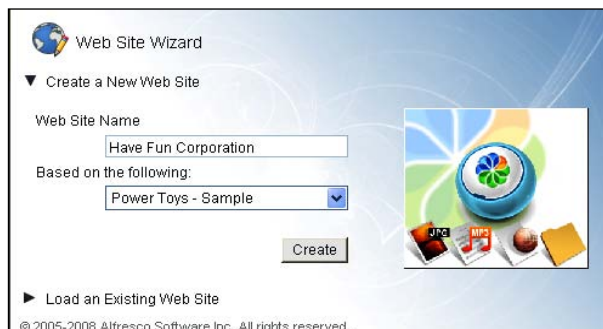 Web Site Wizard
▼ Create a New Web Site
Web Site Name
Have Fun Corporation
Based on the following:
Power Toys - Sample
JPG MP3
Create
► Load an Existing Web Site
© 2005-2008 Alfresco Software Inc. All rights reserved.